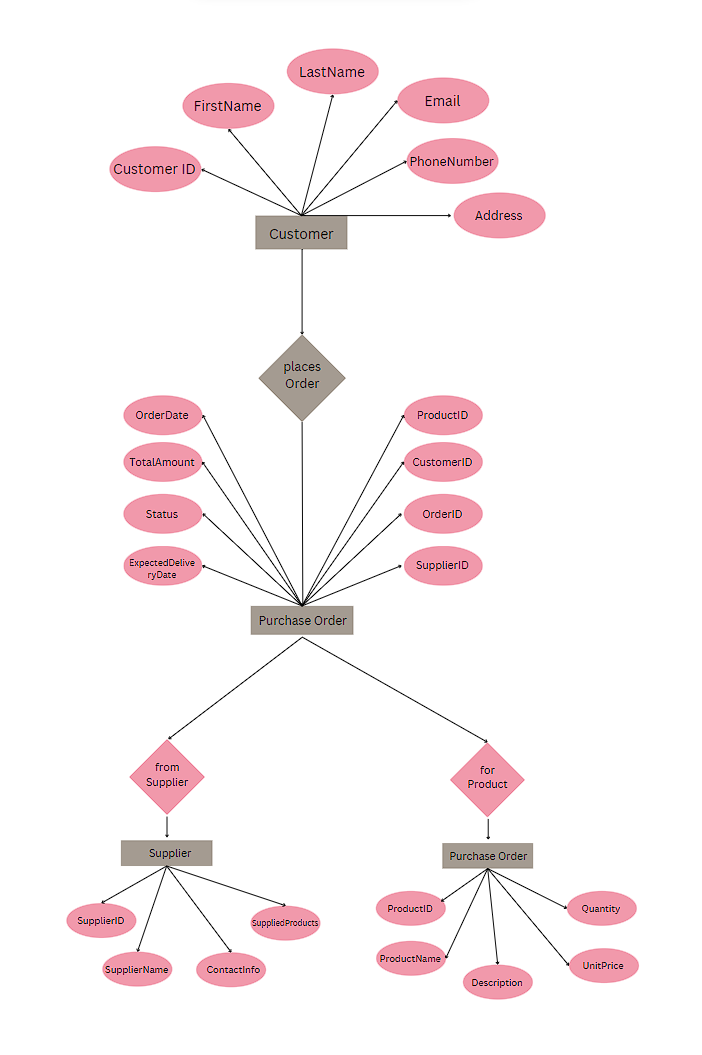 LastName
Email
FirstName
PhoneNumber
Customer ID
Address
Customer
places
Order
OrderDate
ProductID
TotalAmount
CustomerID
Status
OrderID
ExpectedDelive
ryDate
SupplierID
Purchase Order
from
Supplier
for
Product
Supplier
Purchase Order
SupplierID
SuppliedProducts
SupplierName
ContactInfo
ProductID
Quantity
ProductName
UnitPrice
Description